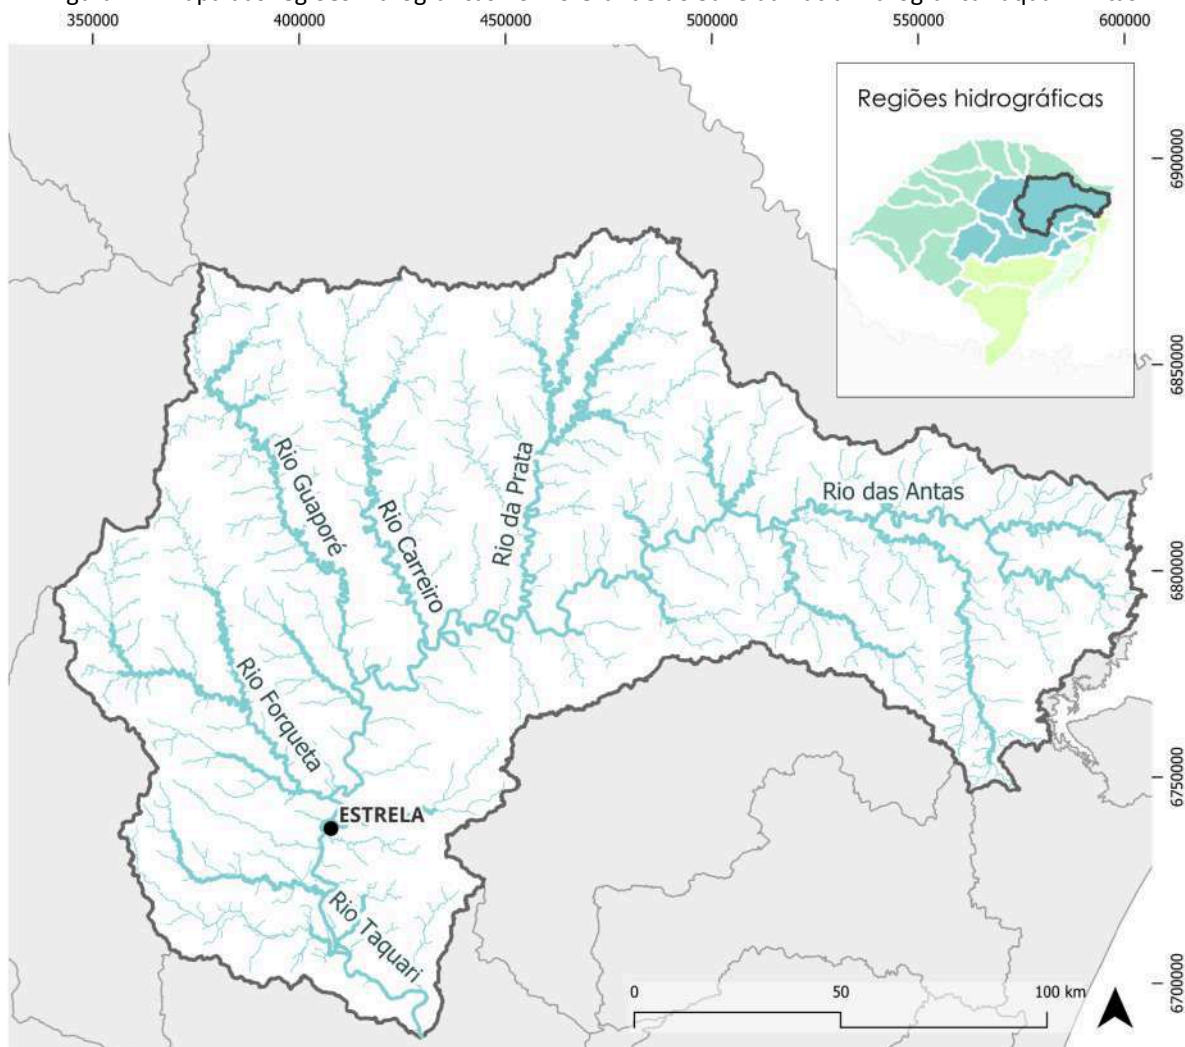 350000 400000 450000 500000 550000 600000
Regiões hidrográficas
6900000
6850000
6800000
6750000
6700000
Rio Guaporé
Rio Carreiro
Rio da Prata
Rio das Antas
Rio Forqueta
ESTRELA
Rio Taquari
0 50 100 km